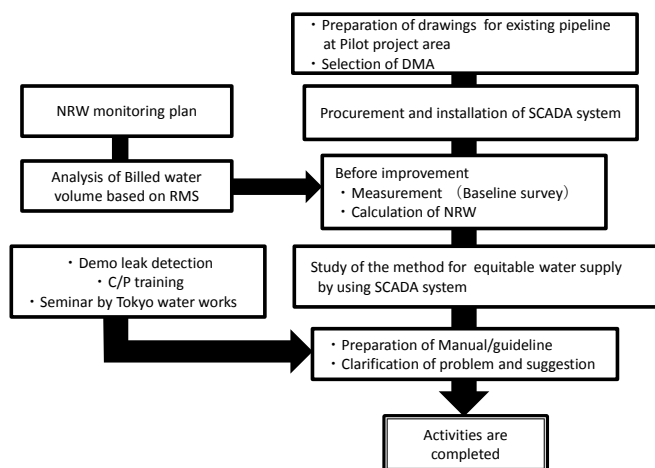 ・Preparation of drawings for existing pipeline
at Pilot project area
・Selection of DMA
NRW monitoring plan
Procurement and installation of SCADA system
Analysis of Billed water
volume based on RMS
Before improvement
・Measurement （Baseline survey）
・Calculation of NRW
・Demo leak detection
・C/P training
・Seminar by Tokyo water works
Study of the method for equitable water supply
by using SCADA system
・Preparation of Manual/guideline
・Clarification of problem and suggestion
Activities are
completed